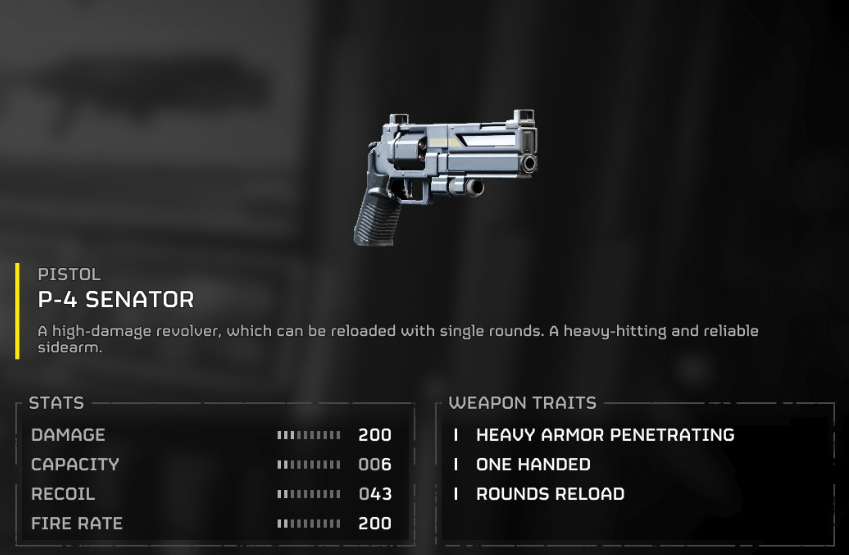 PISTOL
P-4 SENATOR
A high-damage revolver, which can be reloaded with single rounds. A heavy-hitting and reliable
sidearm.
STATS
DAMAGE 200
CAPACITY 006
RECOIL 043
FIRE RATE 200
WEAPON TRAITS
HEAVY ARMOR PENETRATING
ONE HANDED
ROUNDS RELOAD